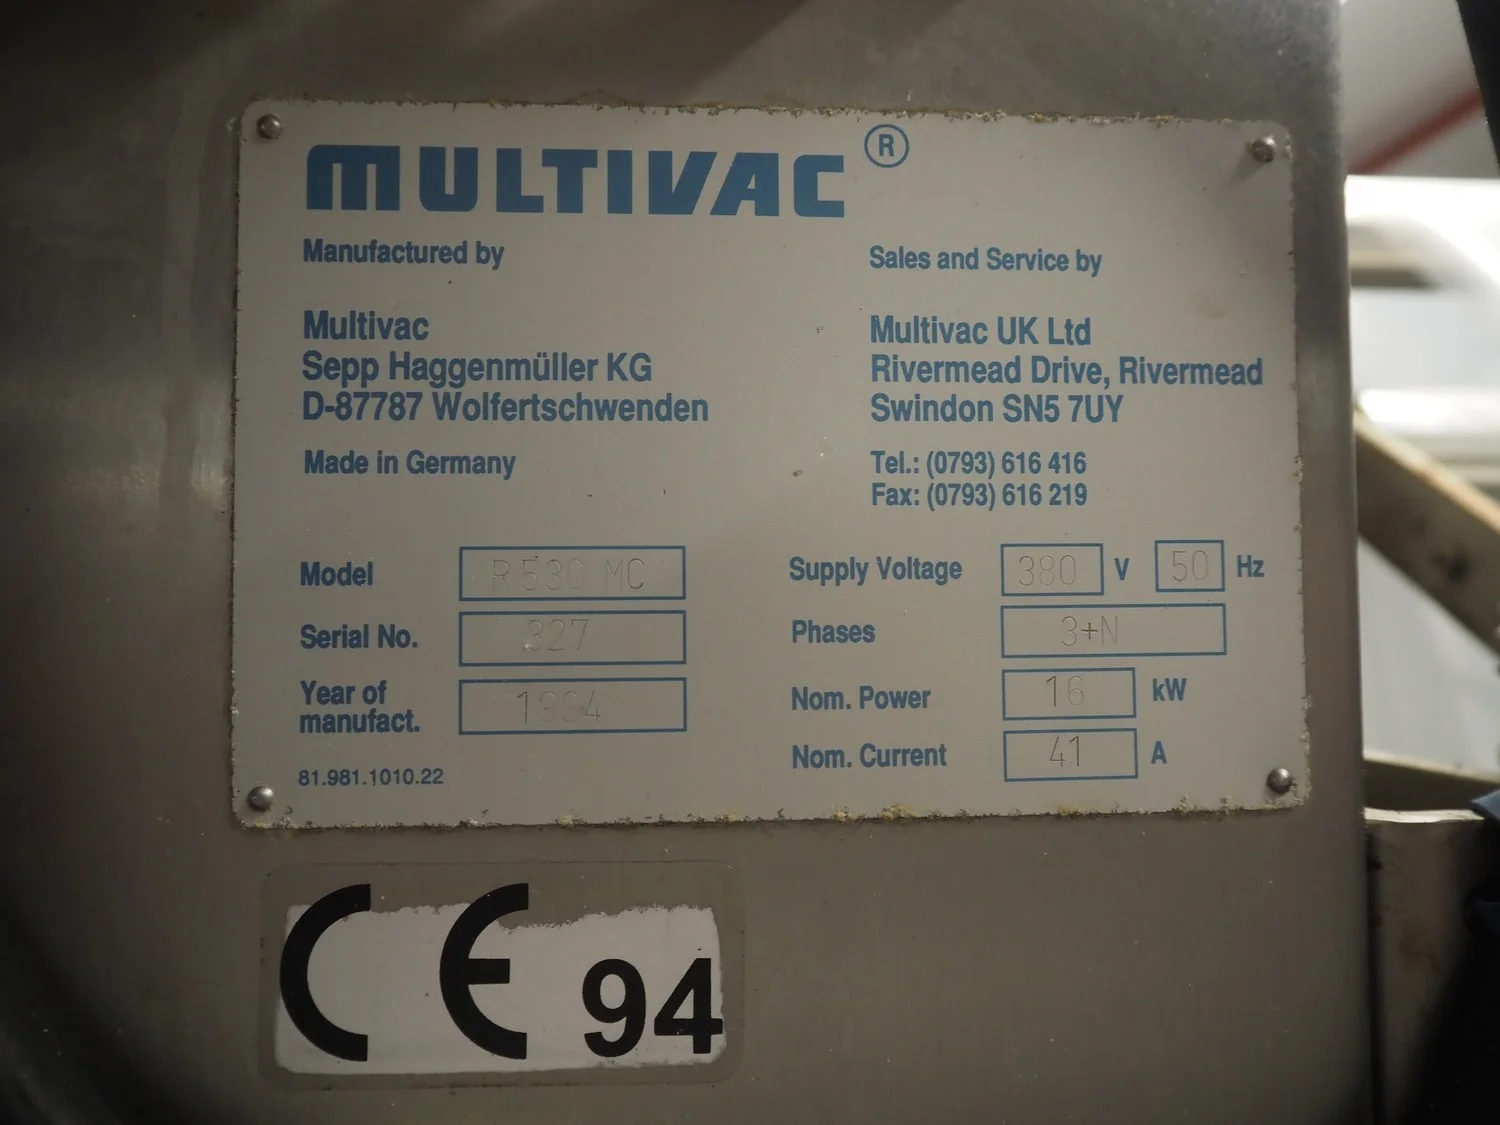 MULTIVAC ®
Manufactured by
Multivac
Sepp Haggenmüller KG
D-87787 Wolfertschwenden
Made in Germany
Sales and Service by
Multivac UK Ltd
Rivermead Drive, Rivermead
Swindon SN5 7UY
Tel.: (0793) 616 416
Fax: (0793) 616 219
Model R 530 MC
Serial No. 327
Year of
manufact. 1994
81.981.1010.22
Supply Voltage 380 V 50 Hz
Phases 3+N
Nom. Power 16 kW
Nom. Current 41 A
CE 94